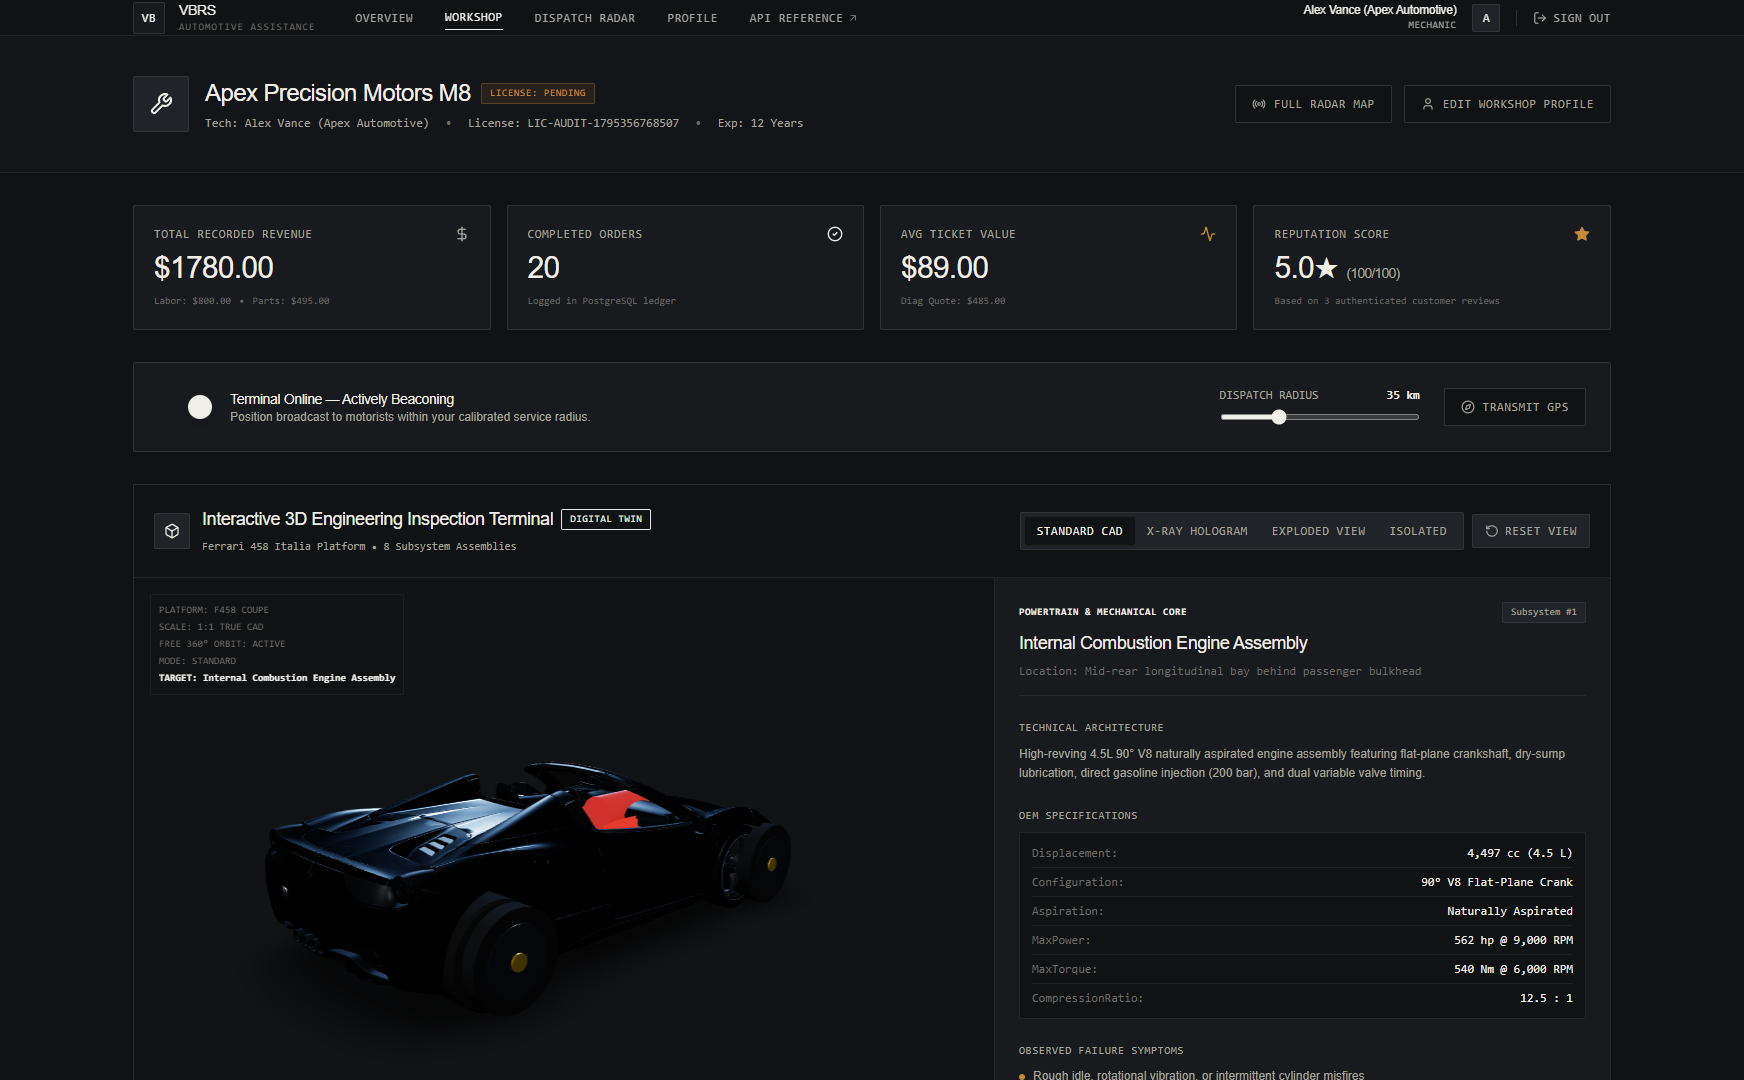 VB
VBRS
AUTOMOTIVE ASSISTANCE
OVERVIEW
WORKSHOP
DISPATCH RADAR
PROFILE
API REFERENCE ↗
Alex Vance (Apex Automotive)
MECHANIC
A
SIGN OUT
Apex Precision Motors M8
LICENSE: PENDING
Tech: Alex Vance (Apex Automotive) • License: LIC-AUDIT-1795356768507 • Exp: 12 Years
FULL RADAR MAP
EDIT WORKSHOP PROFILE
TOTAL RECORDED REVENUE
$1780.00
Labor: $800.00 • Parts: $495.00
COMPLETED ORDERS
20
Logged in PostgreSQL ledger
AVG TICKET VALUE
$89.00
Diag Quote: $485.00
REPUTATION SCORE
5.0★ (100/100)
Based on 3 authenticated customer reviews
Terminal Online — Actively Beaconing
Position broadcast to motorists within your calibrated service radius.
DISPATCH RADIUS 35 km
TRANSMIT GPS
Interactive 3D Engineering Inspection Terminal
DIGITAL TWIN
Ferrari 458 Italia Platform • 8 Subsystem Assemblies
STANDARD CAD
X-RAY HOLOGRAM
EXPLODED VIEW
ISOLATED
RESET VIEW
PLATFORM: F458 COUPE
SCALE: 1:1 TRUE CAD
FREE 360° ORBIT: ACTIVE
MODE: STANDARD
TARGET: Internal Combustion Engine Assembly
POWERTRAIN & MECHANICAL CORE
Subsystem #1
Internal Combustion Engine Assembly
Location: Mid-rear longitudinal bay behind passenger bulkhead
TECHNICAL ARCHITECTURE
High-revving 4.5L 90° V8 naturally aspirated engine assembly featuring flat-plane crankshaft, dry-sump
lubrication, direct gasoline injection (200 bar), and dual variable valve timing.
OEM SPECIFICATIONS
Displacement: 4,497 cc (4.5 L)
Configuration: 90° V8 Flat-Plane Crank
Aspiration: Naturally Aspirated
MaxPower: 562 hp @ 9,000 RPM
MaxTorque: 540 Nm @ 6,000 RPM
CompressionRatio: 12.5 : 1
OBSERVED FAILURE SYMPTOMS
• Rough idle, rotational vibration, or intermittent cylinder misfires